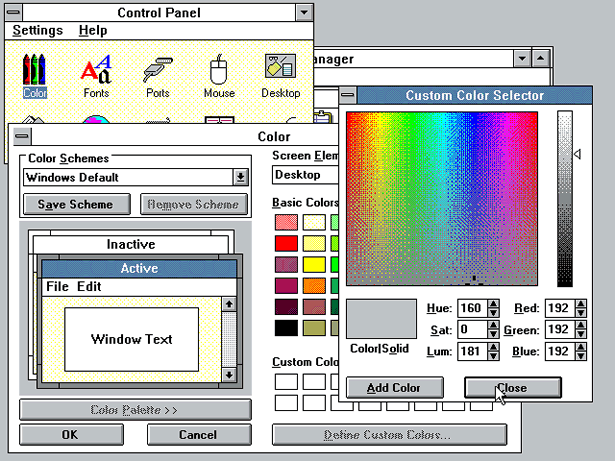 Control Panel
Settings Help
Color
Fonts
Ports
Mouse
Desktop
anager
Color
Color Schemes
Windows Default
Save Scheme
Remove Scheme
Inactive
Active
File Edit
Window Text
Color Palette >>
OK
Cancel
Screen Elem
Desktop
Basic Colors
Custom Colo
Define Custom Colors...
Custom Color Selector
Color|Solid
Hue: 160
Red: 192
Sat: 0
Green: 192
Lum: 181
Blue: 192
Add Color
Close